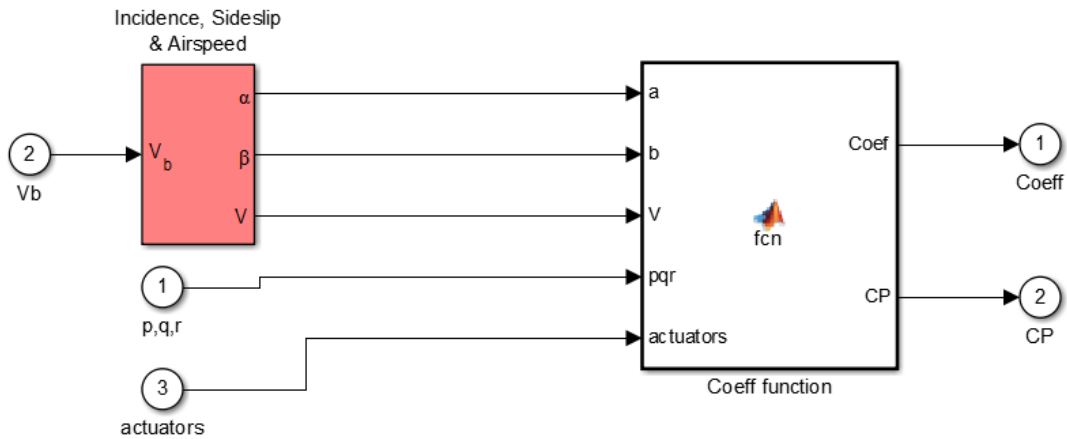 Incidence, Sideslip
& Airspeed
2
Vb
V_b
α
β
V
1
p,q,r
3
actuators
a
b
V
pqr
actuators
fcn
Coef
CP
Coeff function
1
Coeff
2
CP